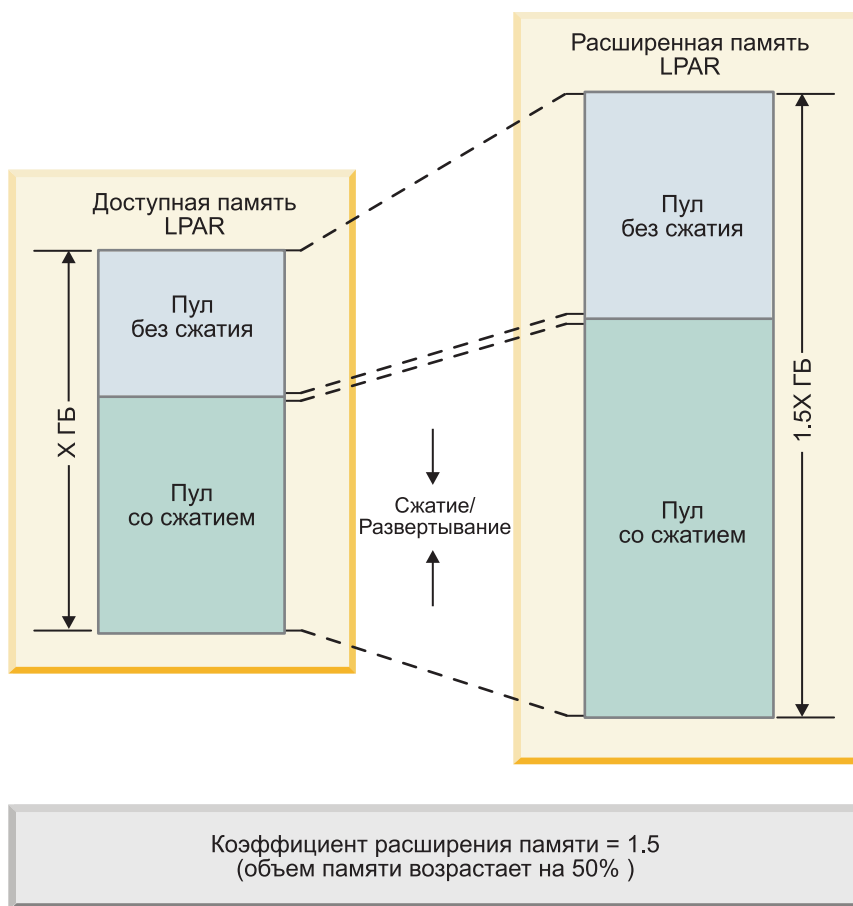 Расширенная память
LPAR
Доступная память
LPAR
Пул
без сжатия
Пул
без сжатия
X ГБ
1.5X ГБ
Пул
со сжатием
Сжатие/
Развертывание
Пул
со сжатием
Коэффициент расширения памяти = 1.5
(объем памяти возрастает на 50% )